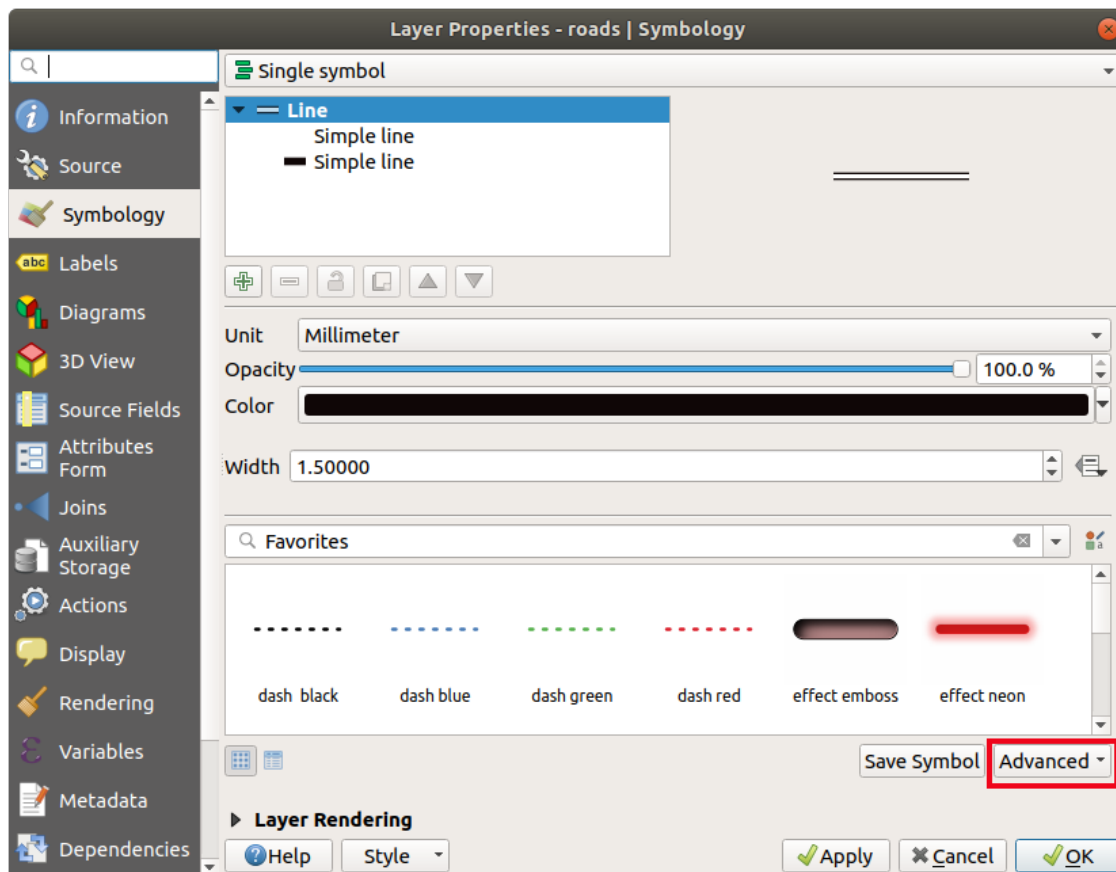 Layer Properties - roads | Symbology
Information
Source
Symbology
abc Labels
Diagrams
3D View
Source Fields
Attributes
Form
Joins
Auxiliary
Storage
Actions
Display
Rendering
Variables
Metadata
Dependencies
Single symbol
Line
Simple line
Simple line
Unit Millimeter
Opacity 100.0 %
Color
Width 1.50000
Favorites
dash black dash blue dash green dash red effect emboss effect neon
Save Symbol Advanced
Layer Rendering
Help Style Apply Cancel OK